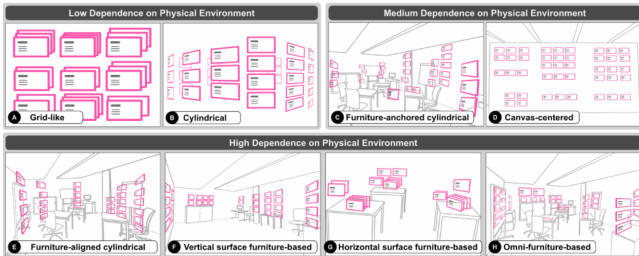 Low Dependence on Physical Environment
Medium Dependence on Physical Environment
A Grid-like
B Cylindrical
C Furniture-anchored cylindrical
D Canvas-centered
High Dependence on Physical Environment
E Furniture-aligned cylindrical
F Vertical surface furniture-based
G Horizontal surface furniture-based
H Omni-furniture-based